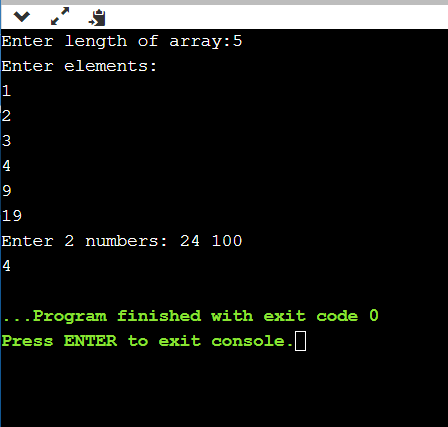 Enter length of array:5
Enter elements:
1
2
3
4
9
19
Enter 2 numbers: 24 100
4
...Program finished with exit code 0
Press ENTER to exit console.